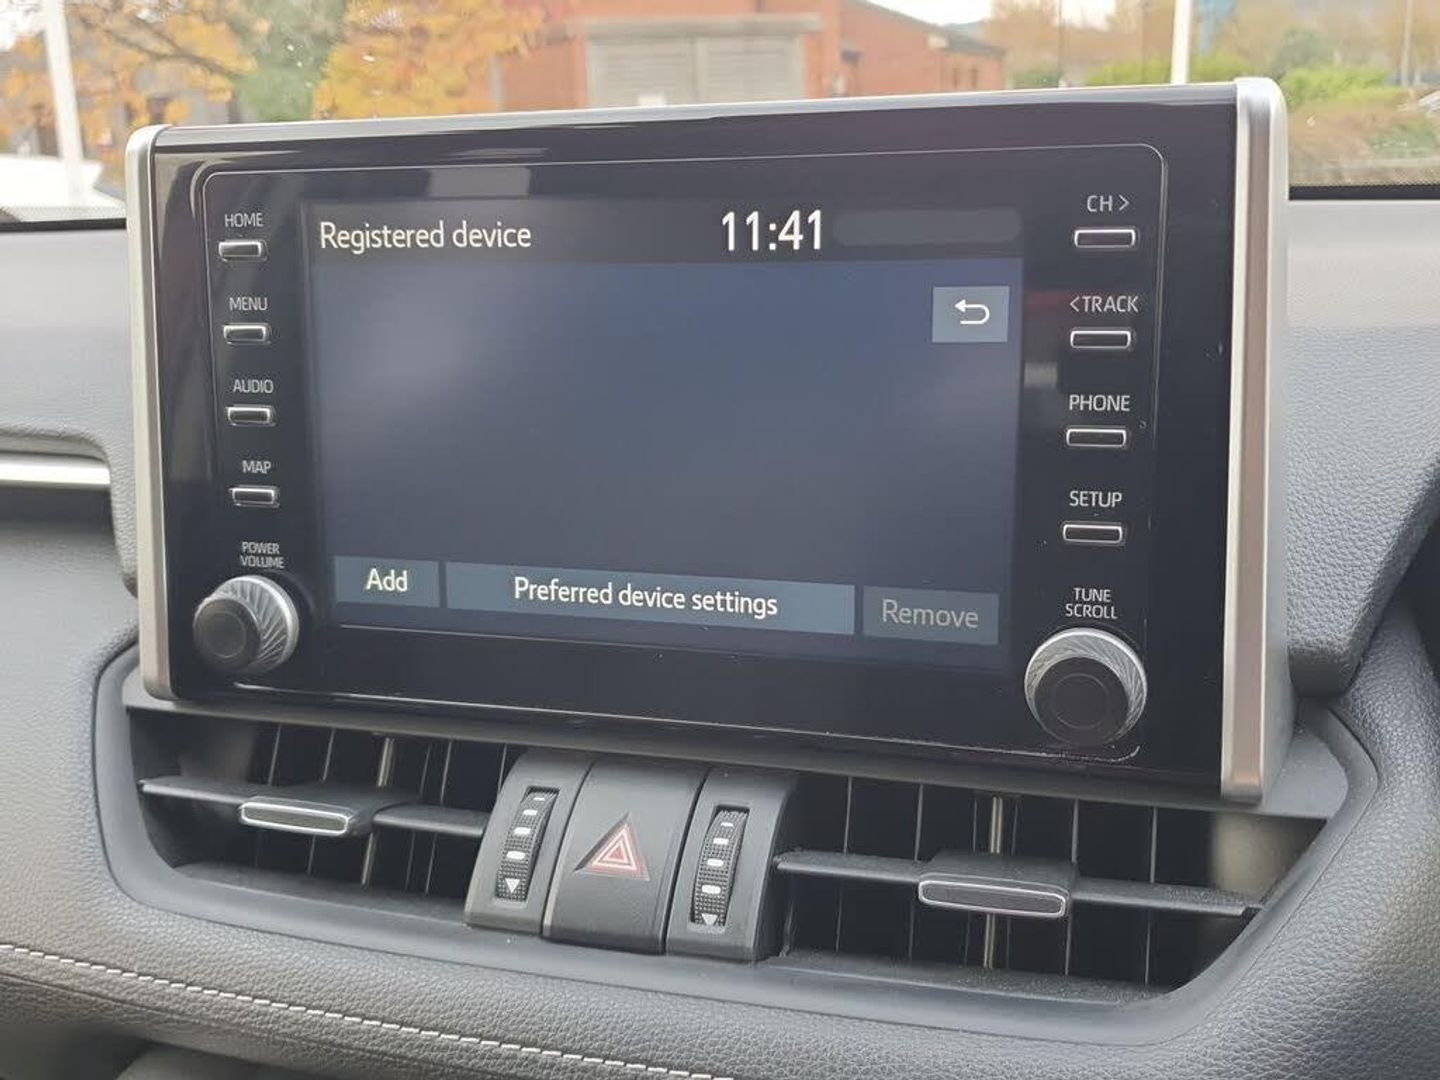 Registered device 11:41
HOME
MENU
AUDIO
MAP
POWER
VOLUME
CH >
<TRACK
PHONE
SETUP
TUNE
SCROLL
Add
Preferred device settings
Remove